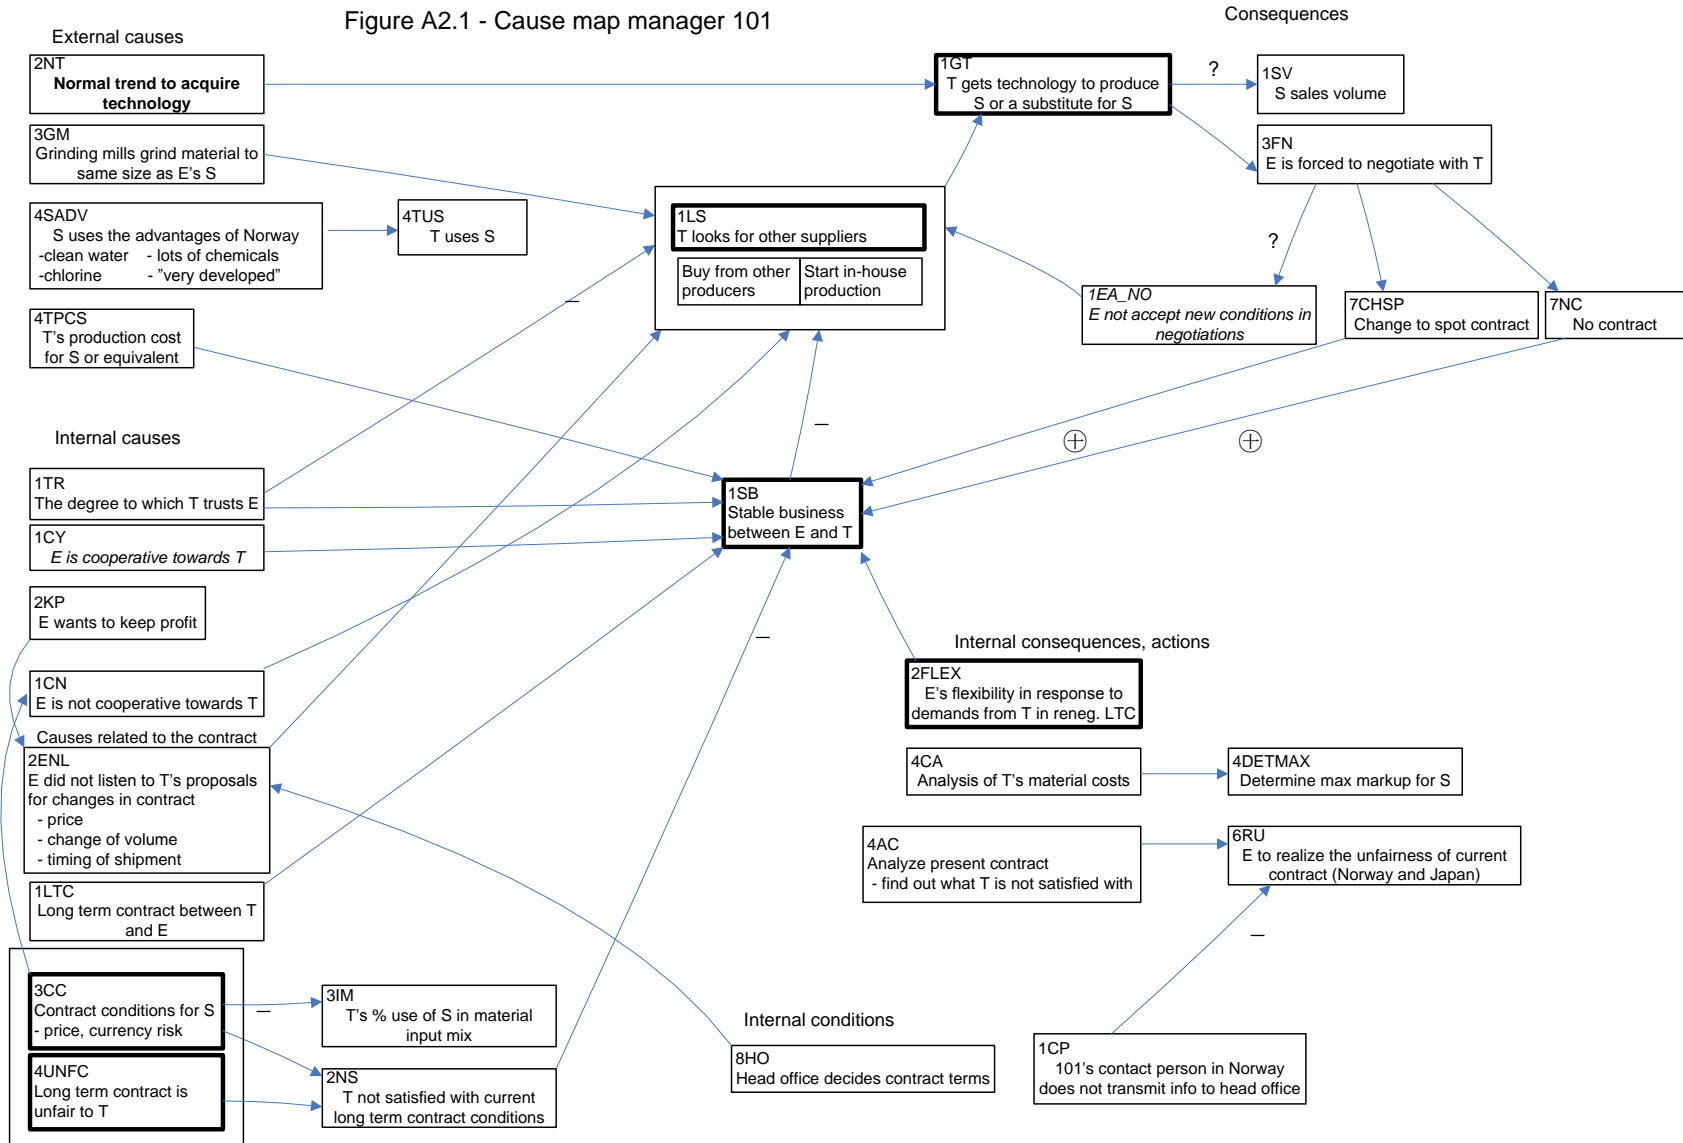 Figure A2.1 - Cause map manager 101
Consequences
External causes
2NT
Normal trend to acquire
technology
1GT
T gets technology to produce
S or a substitute for S
?
1SV
S sales volume
3GM
Grinding mills grind material to
same size as E's S
3FN
E is forced to negotiate with T
4SADV
S uses the advantages of Norway
-clean water - lots of chemicals
-chlorine - ”very developed”
4TUS
T uses S
1LS
T looks for other suppliers
Buy from other
producers
Start in-house
production
?
1EA_NO
E not accept new conditions in
negotiations
7CHSP
Change to spot contract
7NC
No contract
4TPCS
T's production cost
for S or equivalent
–
–
+
+
Internal causes
1TR
The degree to which T trusts E
1SB
Stable business
between E and T
1CY
E is cooperative towards T
2KP
E wants to keep profit
–
Internal consequences, actions
2FLEX
E's flexibility in response to
demands from T in reneg. LTC
1CN
E is not cooperative towards T
Causes related to the contract
2ENL
E did not listen to T's proposals
for changes in contract
- price
- change of volume
- timing of shipment
4CA
Analysis of T's material costs
4DETMAX
Determine max markup for S
4AC
Analyze present contract
- find out what T is not satisfied with
6RU
E to realize the unfairness of current
contract (Norway and Japan)
1LTC
Long term contract between T
and E
–
3CC
Contract conditions for S
- price, currency risk
–
3IM
T's % use of S in material
input mix
Internal conditions
8HO
Head office decides contract terms
1CP
101's contact person in Norway
does not transmit info to head office
4UNFC
Long term contract is
unfair to T
2NS
T not satisfied with current
long term contract conditions